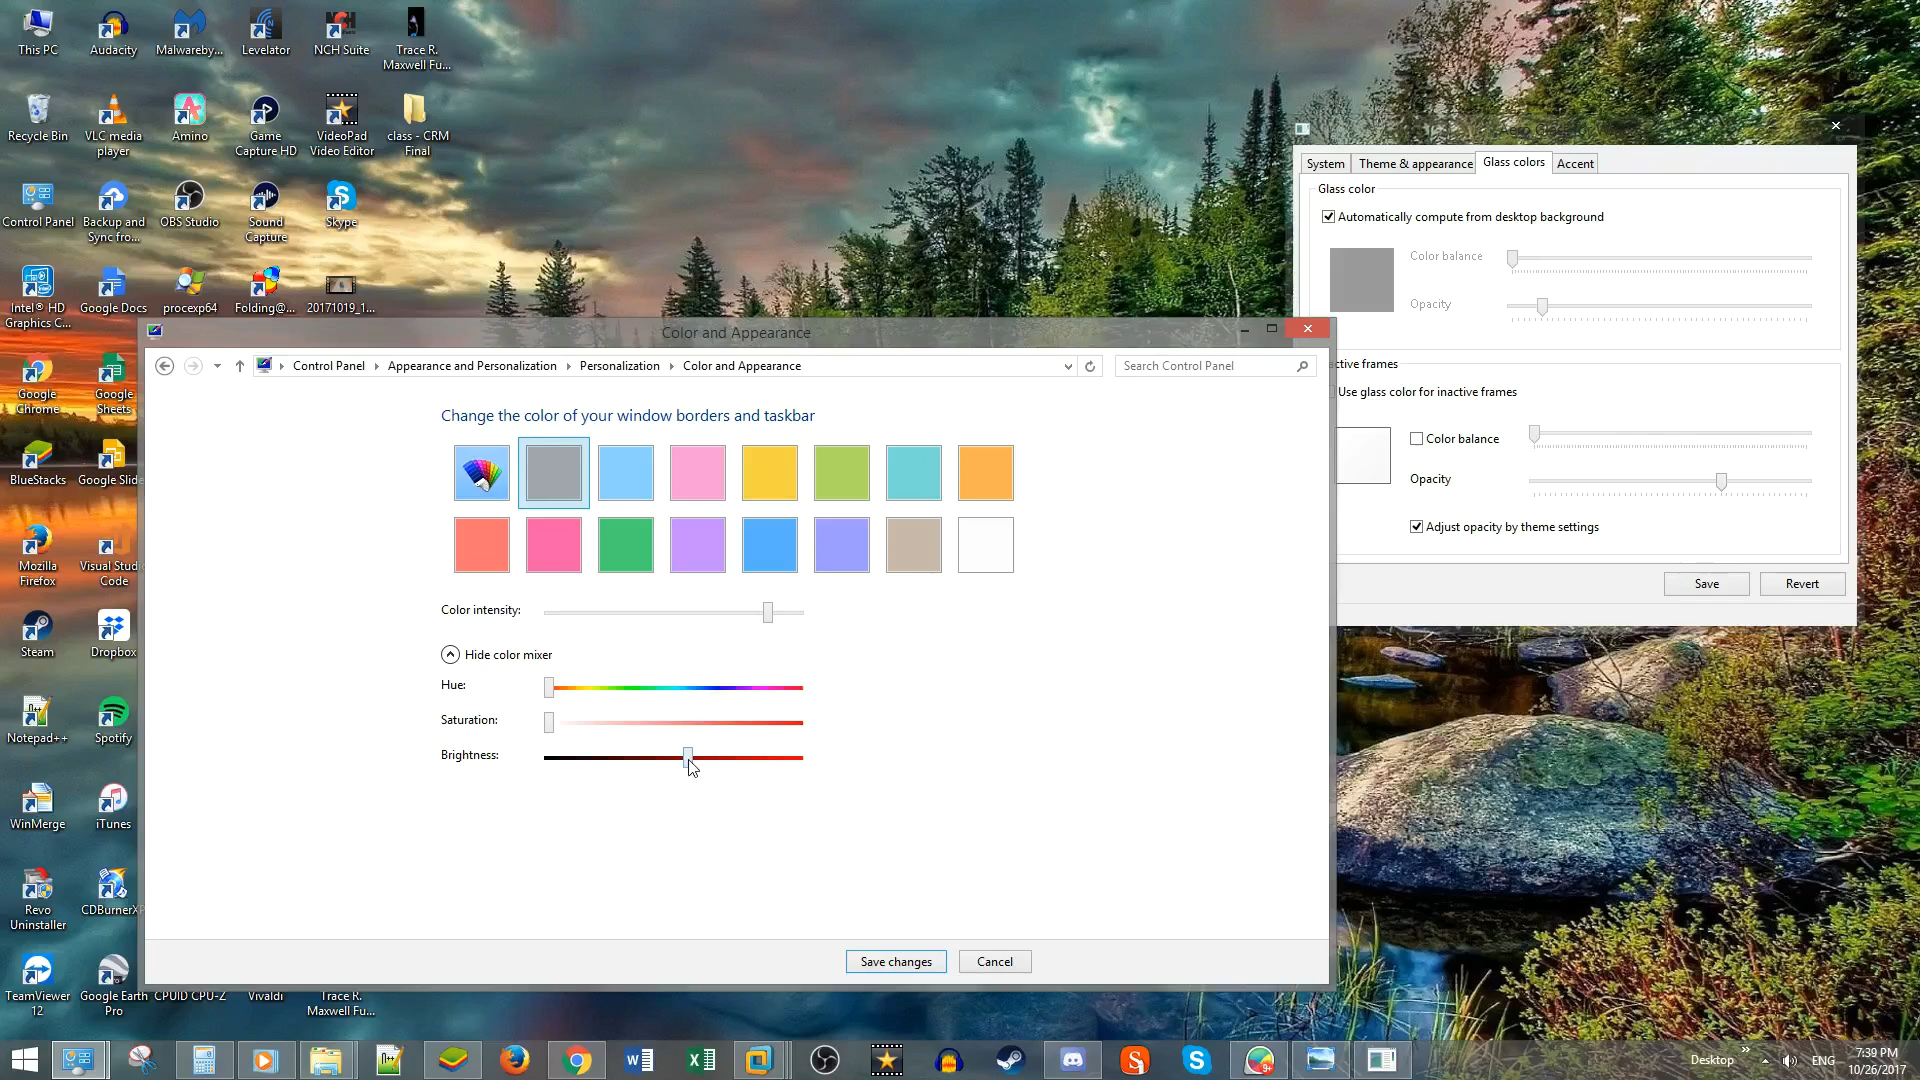 This PC
Audacity
Malwareby...
Levelator
NCH Suite
Trace R.
Maxwell Fu...
Recycle Bin
VLC media
player
Amino
Game
Capture HD
VideoPad
Video Editor
class - CRM
Final
Control Panel
Backup and
Sync fro...
OBS Studio
Sound
Capture
Skype
Intel® HD
Graphics C...
Google Docs
procexp64
Folding@...
20171019_1...
Google
Chrome
Google
Sheets
BlueStacks
Google Slide
Mozilla
Firefox
Visual Studi
Code
Steam
Dropbox
Notepad++
Spotify
WinMerge
iTunes
Revo
Uninstaller
CDBurnerXP
TeamViewer
12
Google Earth
Pro
CPUID CPU-Z
Vivaldi
Trace R.
Maxwell Fu...
Color and Appearance
Control Panel
Appearance and Personalization
Personalization
Color and Appearance
Search Control Panel
Change the color of your window borders and taskbar
Color intensity:
Hide color mixer
Hue:
Saturation:
Brightness:
Save changes
Cancel
System
Theme & appearance
Glass colors
Accent
Glass color
Automatically compute from desktop background
Color balance
Opacity
ctive frames
Use glass color for inactive frames
Color balance
Opacity
Adjust opacity by theme settings
Save
Revert
Desktop
ENG
7:39 PM
10/26/2017